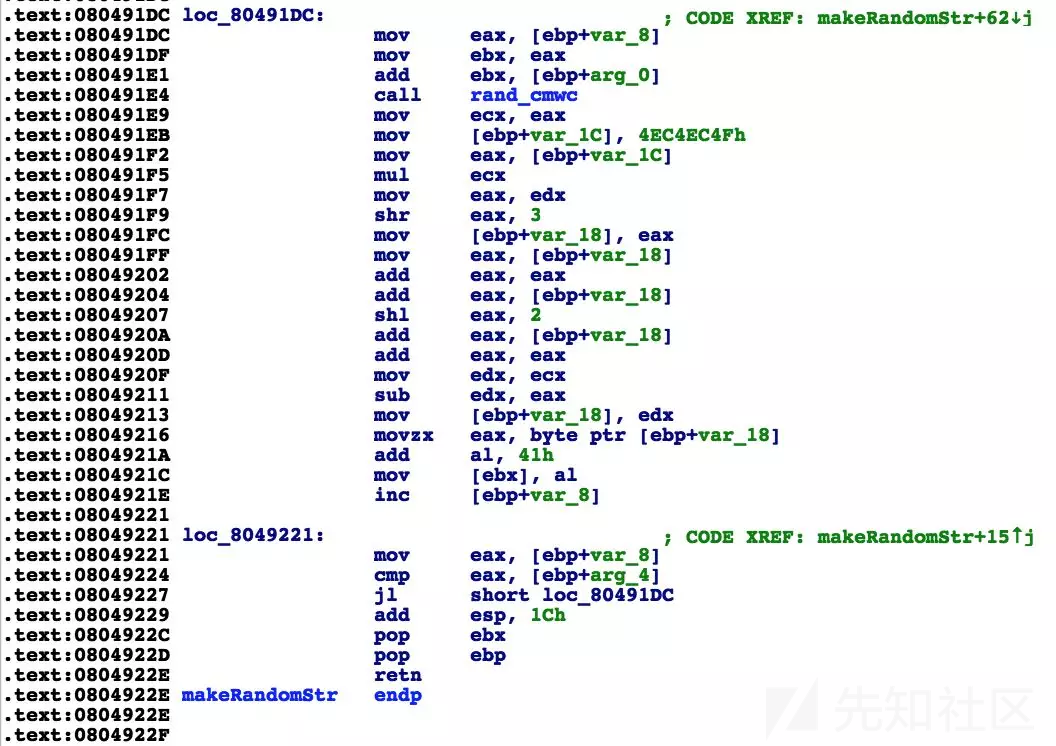 .text:080491DC loc_80491DC: ; CODE XREF: makeRandomStr+62↓j
.text:080491DC mov eax, [ebp+var_8]
.text:080491DF mov ebx, eax
.text:080491E1 add ebx, [ebp+arg_0]
.text:080491E4 call rand_cmwc
.text:080491E9 mov ecx, eax
.text:080491EB mov [ebp+var_1C], 4EC4EC4Fh
.text:080491F2 mov eax, [ebp+var_1C]
.text:080491F5 mul ecx
.text:080491F7 mov eax, edx
.text:080491F9 shr eax, 3
.text:080491FC mov [ebp+var_18], eax
.text:080491FF mov eax, [ebp+var_18]
.text:08049202 add eax, eax
.text:08049204 add eax, [ebp+var_18]
.text:08049207 shl eax, 2
.text:0804920A add eax, [ebp+var_18]
.text:0804920D add eax, eax
.text:0804920F mov edx, ecx
.text:08049211 sub edx, eax
.text:08049213 mov [ebp+var_18], edx
.text:08049216 movzx eax, byte ptr [ebp+var_18]
.text:0804921A add al, 41h
.text:0804921C mov [ebx], al
.text:0804921E inc [ebp+var_8]
.text:08049221
.text:08049221 loc_8049221: ; CODE XREF: makeRandomStr+15↑j
.text:08049221 mov eax, [ebp+var_8]
.text:08049224 cmp eax, [ebp+arg_4]
.text:08049227 jl short loc_80491DC
.text:08049229 add esp, 1Ch
.text:0804922C pop ebx
.text:0804922D pop ebp
.text:0804922E retn
.text:0804922E makeRandomStr endp
.text:0804922E
.text:0804922F
先知社区